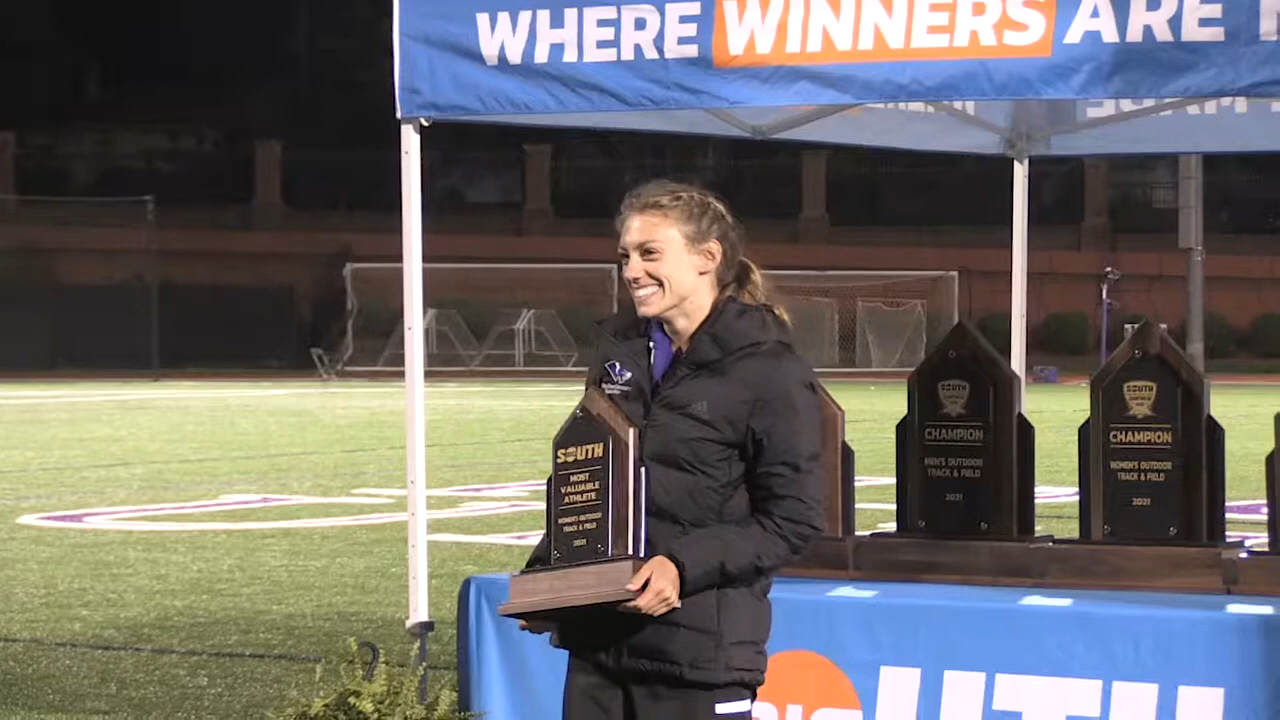 WHERE WINNERS ARE
SOUTH
MOST
VALUABLE
ATHLETE
WOMEN'S OUTDOOR
TRACK & FIELD
2021
SOUTH
CHAMPION
MEN'S OUTDOOR
TRACK & FIELD
2021
SOUTH
CHAMPION
WOMEN'S OUTDOOR
TRACK & FIELD
2021